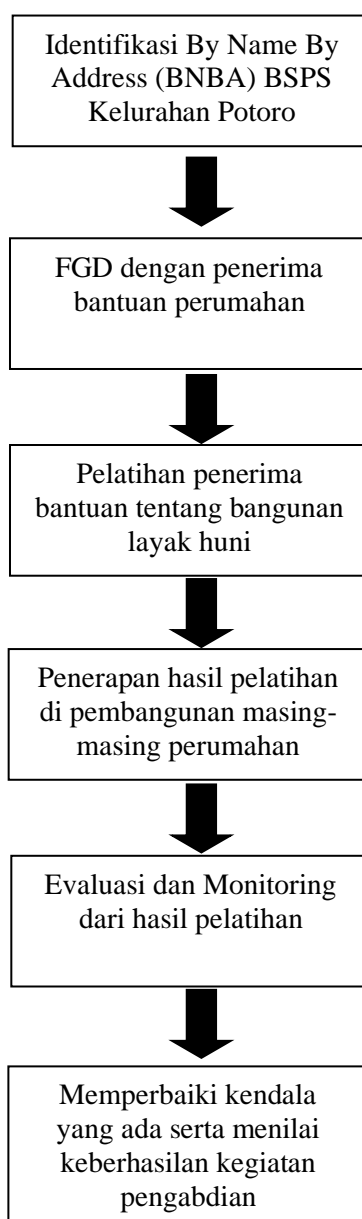 Identifikasi By Name By
Address (BNBA) BSPS
Kelurahan Potoro
FGD dengan penerima
bantuan perumahan
Pelatihan penerima
bantuan tentang bangunan
layak huni
Penerapan hasil pelatihan
di pembangunan masing-
masing perumahan
Evaluasi dan Monitoring
dari hasil pelatihan
Memperbaiki kendala
yang ada serta menilai
keberhasilan kegiatan
pengabdian